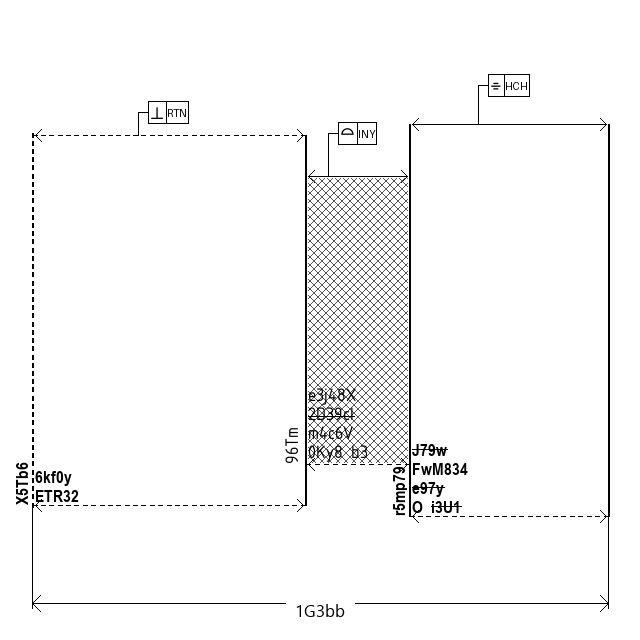 HCH
RTN
INY
e3j48X
2D39cl
m4c6V
0Ky8 b3
96Tm
J79w
FwM834
e97y
O i3U1
r5mp79
X5Tb6
6kf0y
ETR32
1G3bb